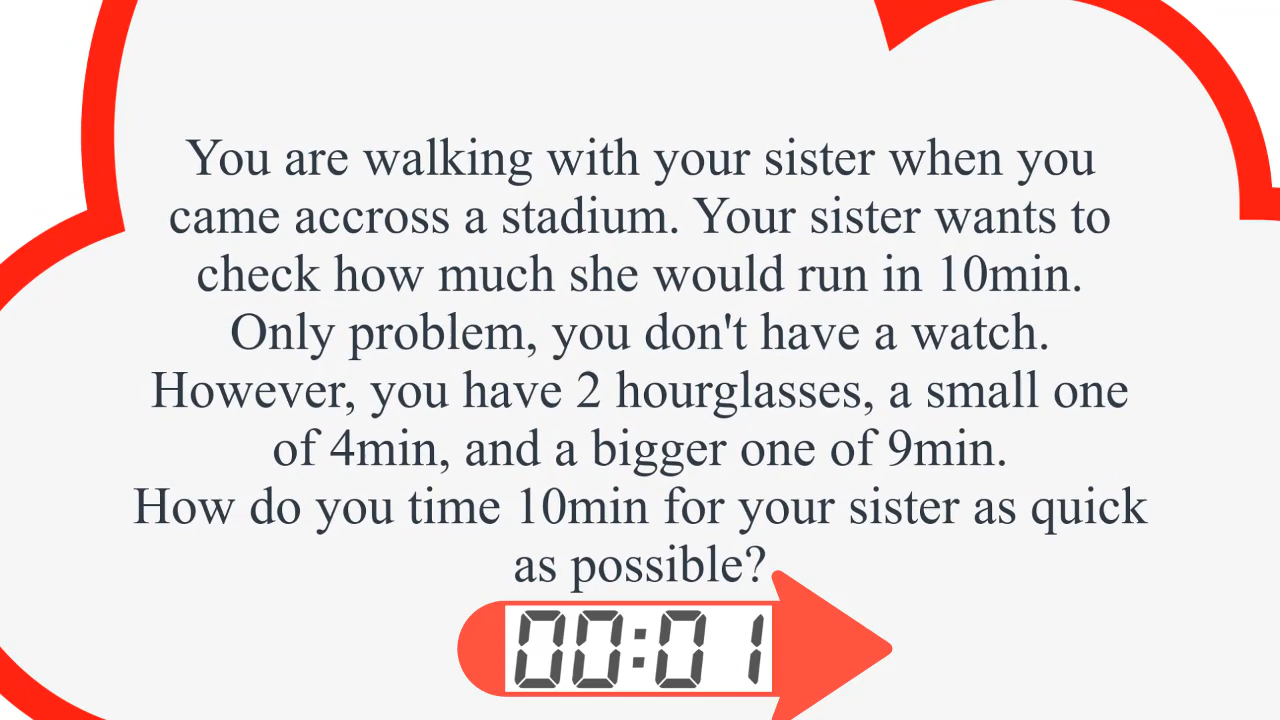 You are walking with your sister when you
came accross a stadium. Your sister wants to
check how much she would run in 10min.
Only problem, you don't have a watch.
However, you have 2 hourglasses, a small one
of 4min, and a bigger one of 9min.
How do you time 10min for your sister as quick
as possible?
00:01